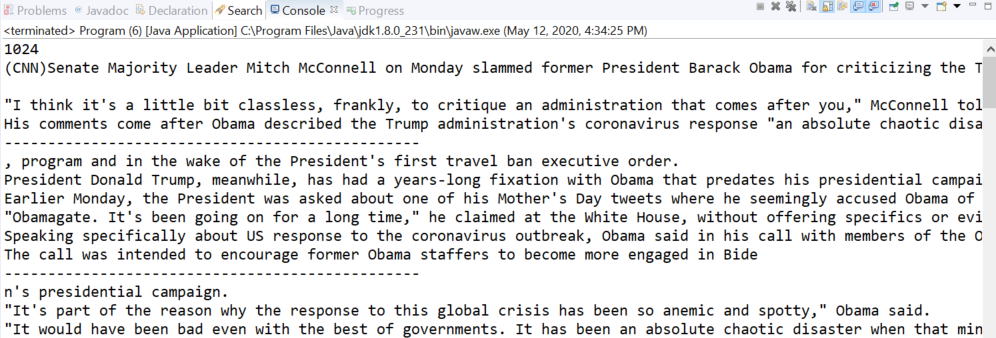 Problems Javadoc Declaration Search Console Progress
<terminated> Program (6) [Java Application] C:\Program Files\Java\jdk1.8.0_231\bin\javaw.exe (May 12, 2020, 4:34:25 PM)
1024
(CNN)Senate Majority Leader Mitch McConnell on Monday slammed former President Barack Obama for criticizing the T
"I think it's a little bit classless, frankly, to critique an administration that comes after you," McConnell tol
His comments come after Obama described the Trump administration's coronavirus response "an absolute chaotic disa
---------------------------------------------
, program and in the wake of the President's first travel ban executive order.
President Donald Trump, meanwhile, has had a years-long fixation with Obama that predates his presidential campai
Earlier Monday, the President was asked about one of his Mother's Day tweets where he seemingly accused Obama of
"Obamagate. It's been going on for a long time," he claimed at the White House, without offering specifics or evi
Speaking specifically about US response to the coronavirus outbreak, Obama said in his call with members of the O
The call was intended to encourage former Obama staffers to become more engaged in Bide
---------------------------------------------
n's presidential campaign.
"It's part of the reason why the response to this global crisis has been so anemic and spotty," Obama said.
"It would have been bad even with the best of governments. It has been an absolute chaotic disaster when that min